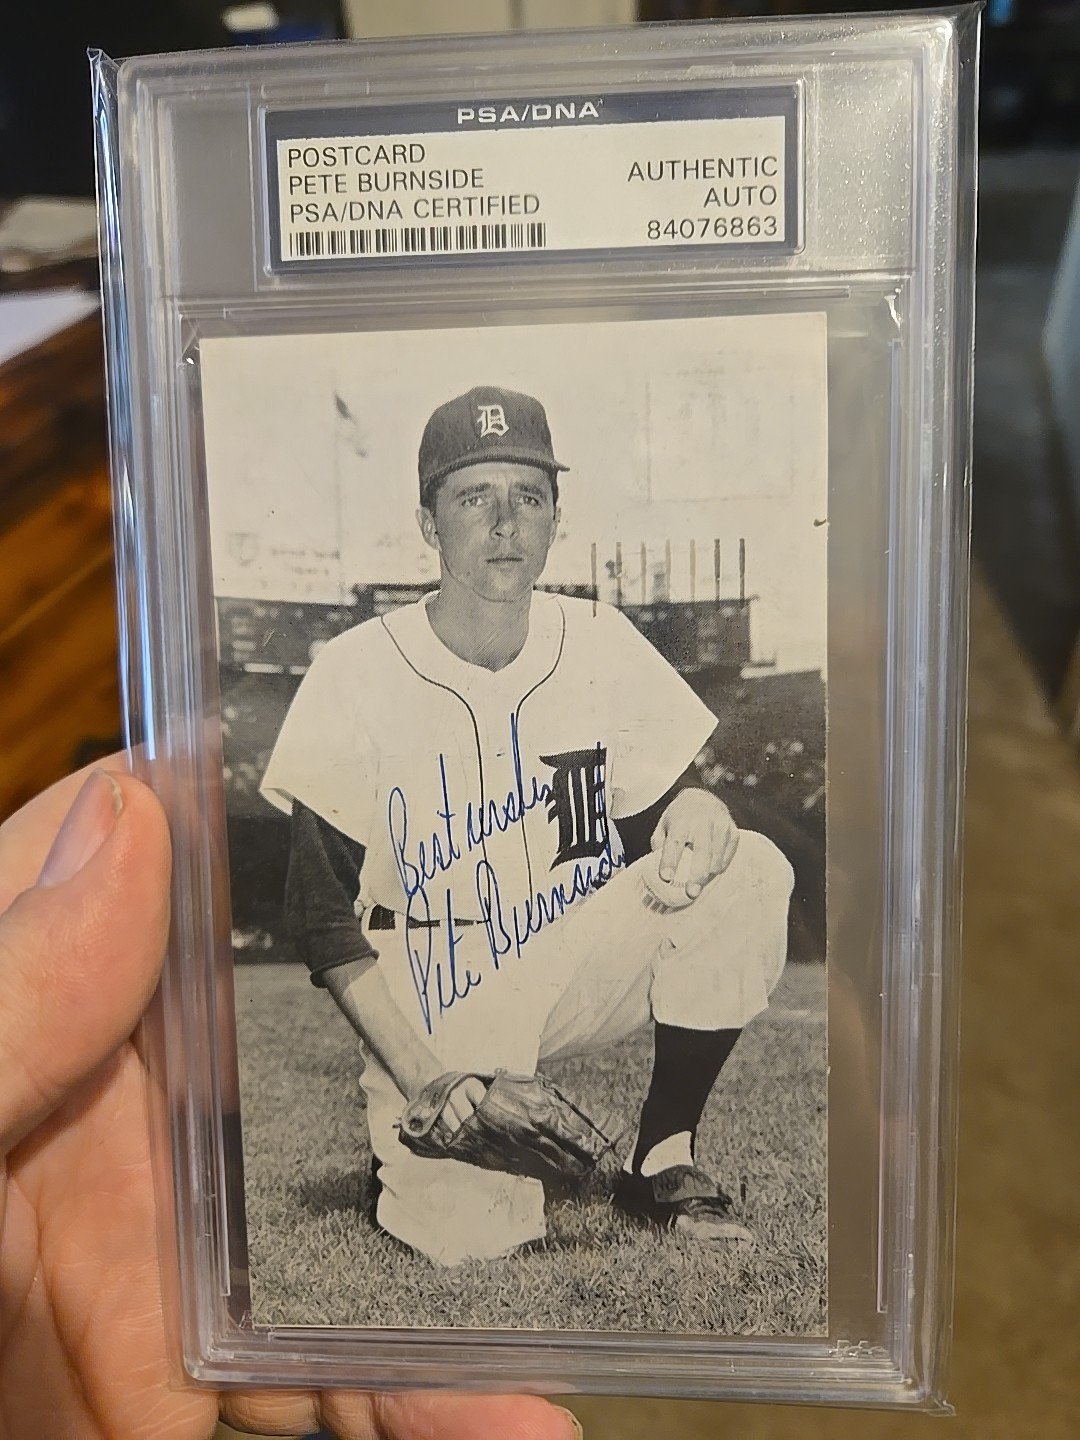 PSA/DNA
POSTCARD
PETE BURNSIDE
PSA/DNA CERTIFIED
AUTHENTIC
AUTO
84076863
D
Best wishes
Pete Burnside
D